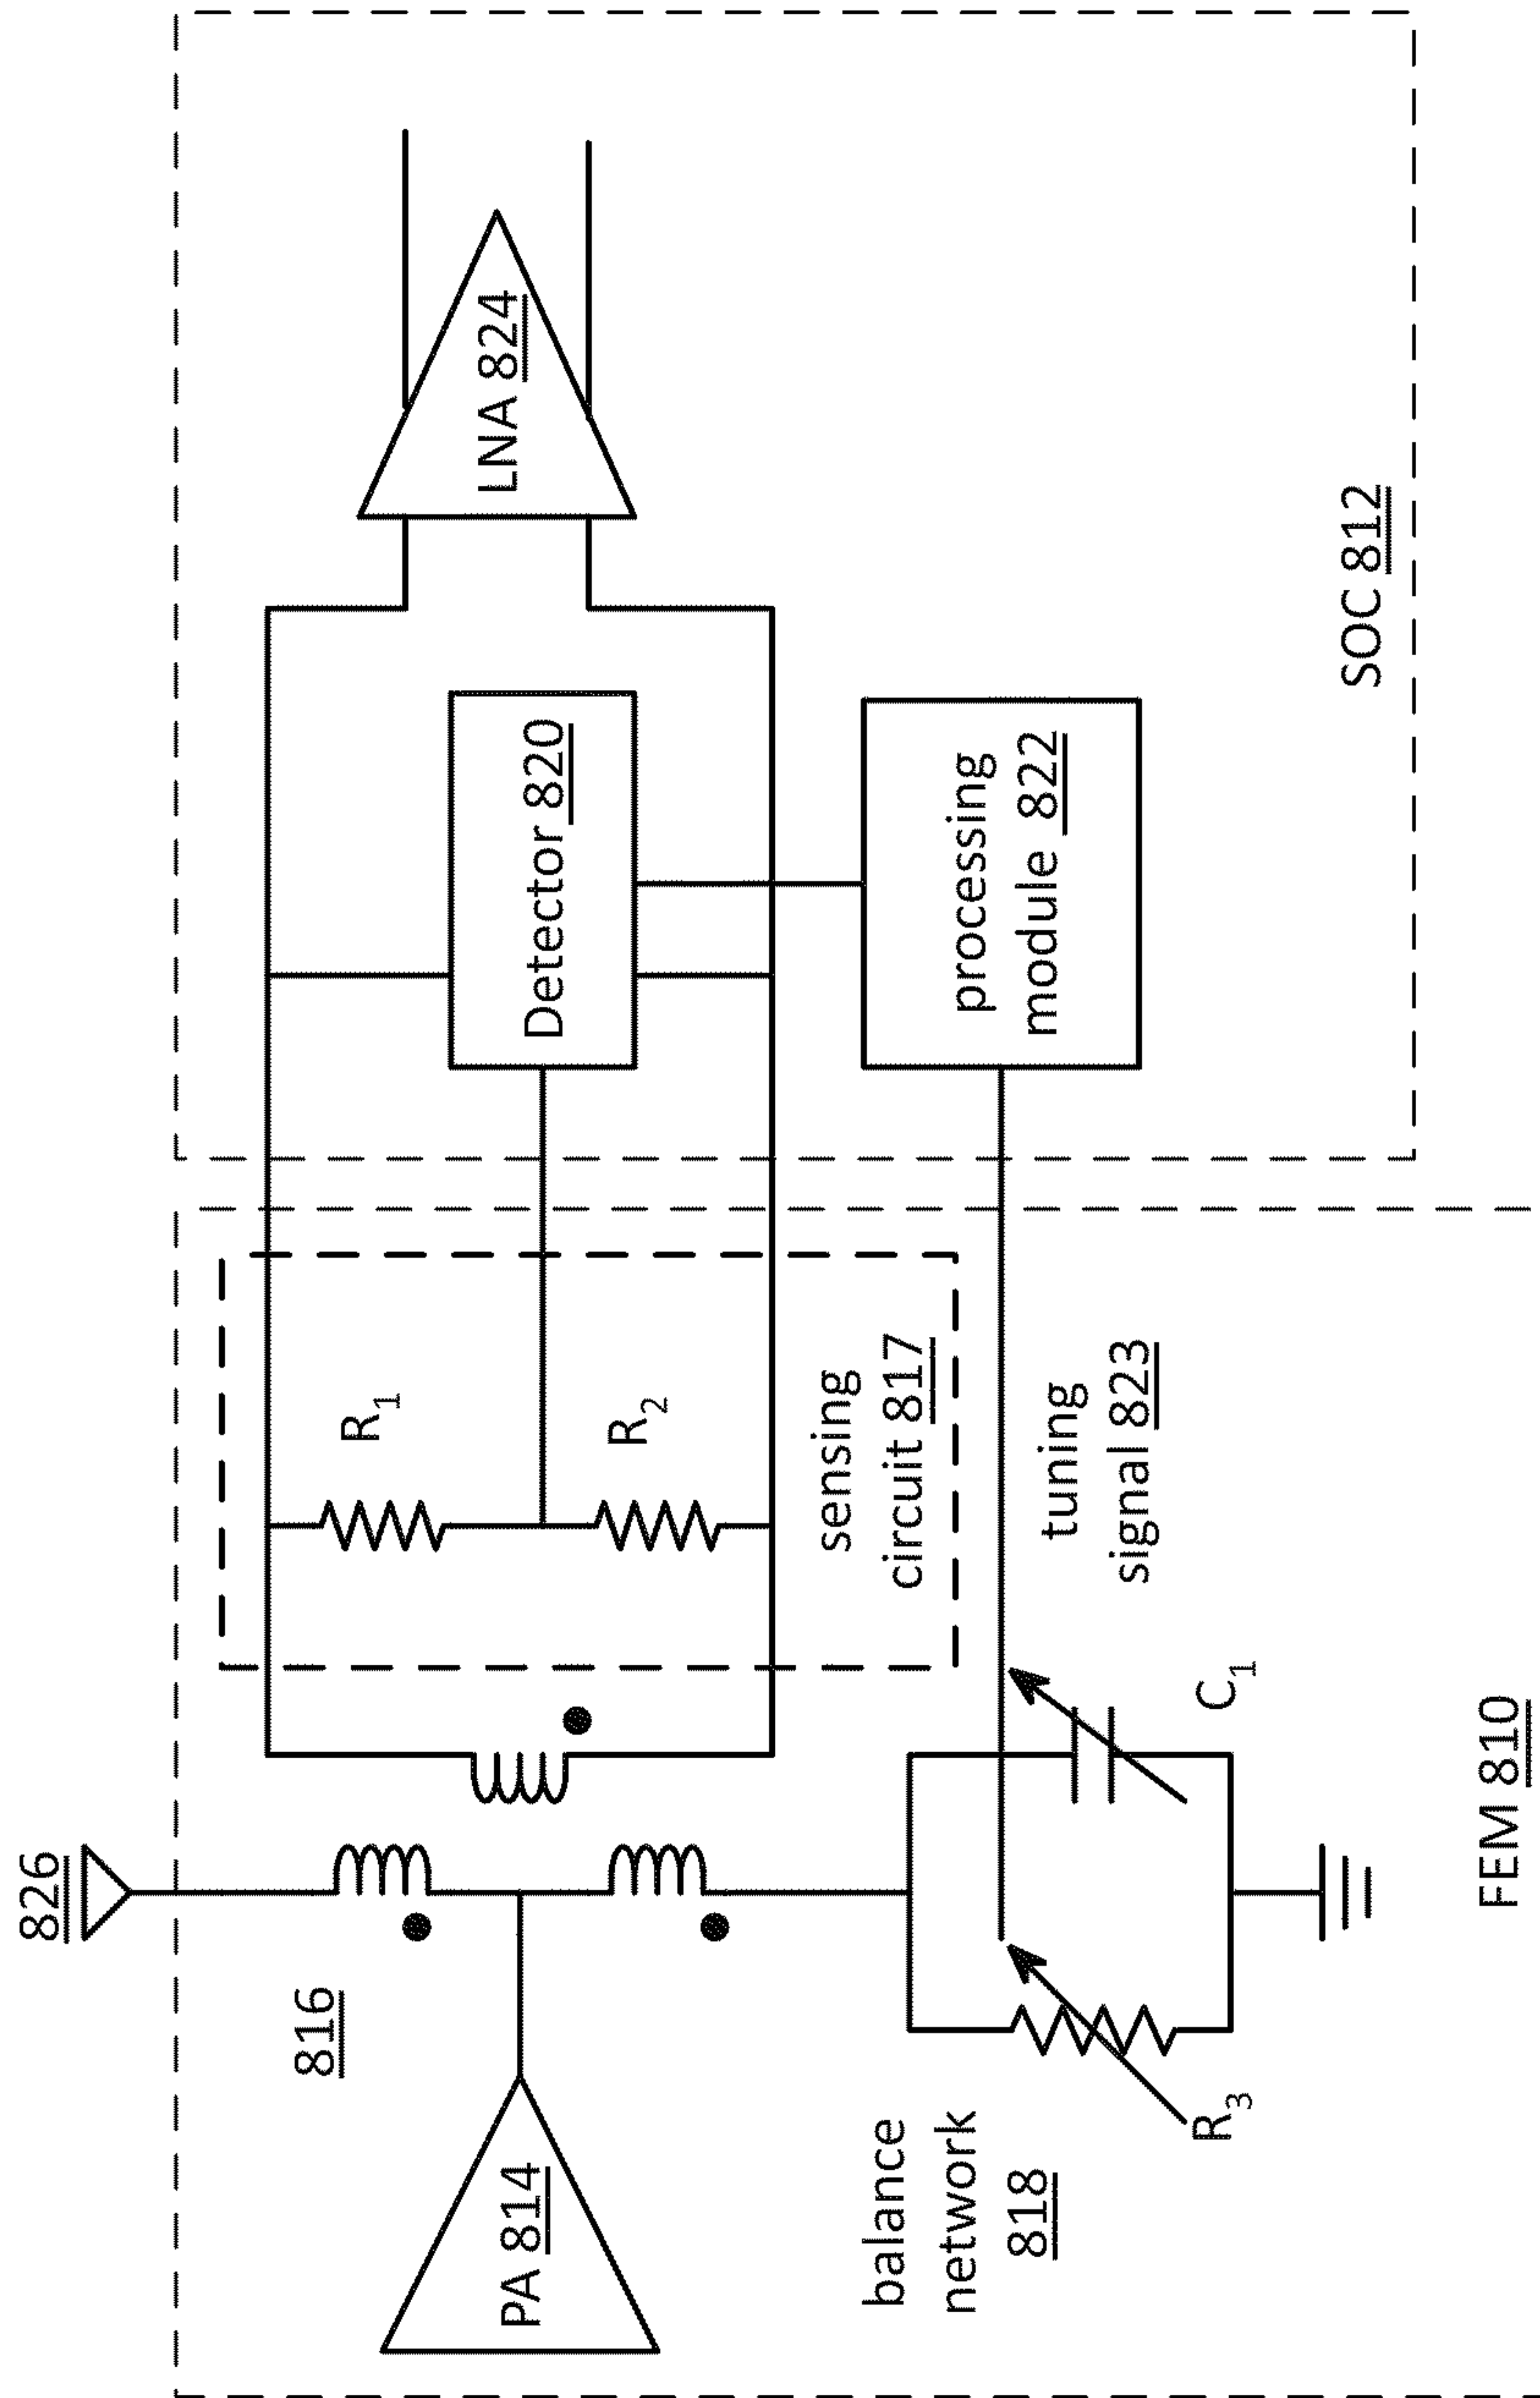 826
816
PA 814
balance
network
818
R3
C1
R1
R2
sensing
circuit 817
tuning
signal 823
FEM 810
Detector 820
processing
module 822
LNA 824
SOC 812